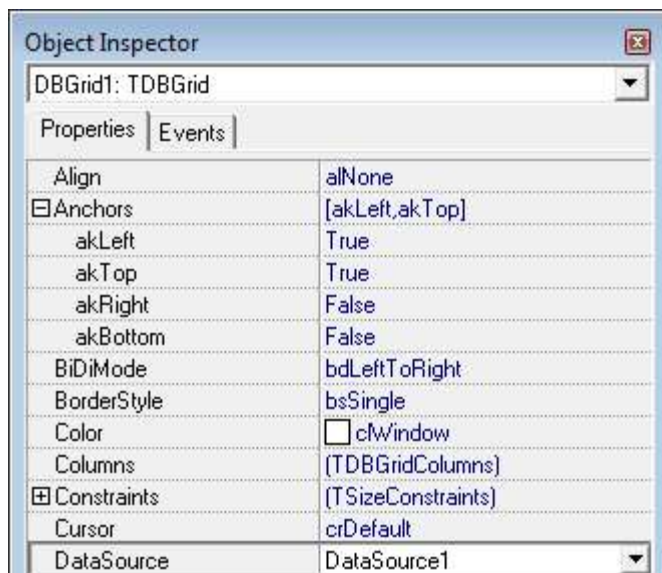 Object Inspector
DBGrid1: TDBGrid
Properties Events
Align alNone
Anchors [akLeft,akTop]
akLeft True
akTop True
akRight False
akBottom False
BiDiMode bdLeftToRight
BorderStyle bsSingle
Color clWindow
Columns (TDBGridColumns)
Constraints (TSizeConstraints)
Cursor crDefault
DataSource DataSource1